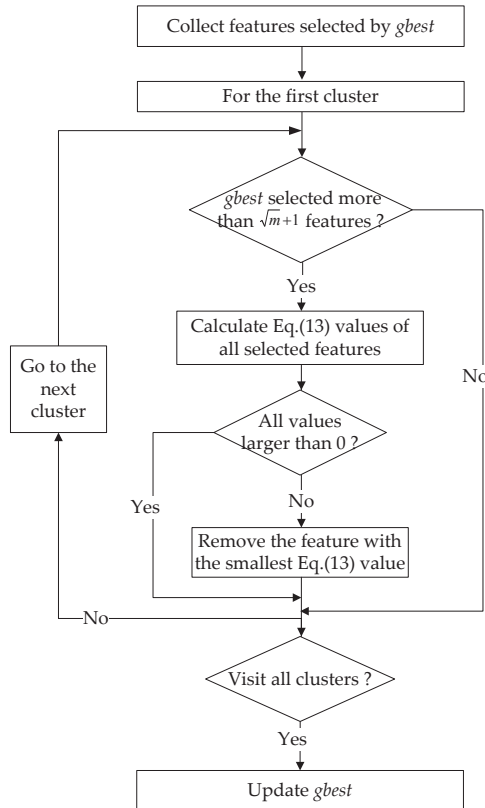 Collect features selected by gbest
For the first cluster
gbest selected more
than √m+1 features ?
Yes
Calculate Eq.(13) values of
all selected features
No
Go to the
next
cluster
All values
larger than 0 ?
Yes
No
Remove the feature with
the smallest Eq.(13) value
No
Visit all clusters ?
Yes
Update gbest